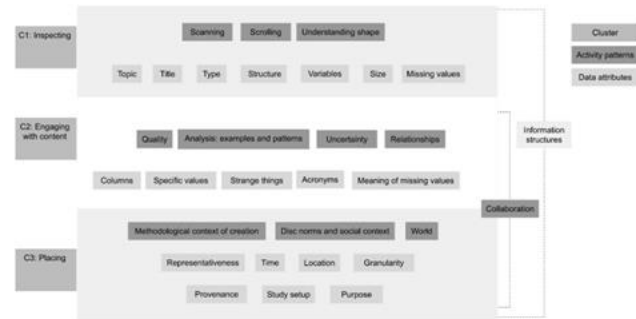 C1: Inspecting
Scanning Scrolling Understanding shape
Topic Title Type Structure Variables Size Missing values
Cluster
Activity patterns
Data attributes
C2: Engaging
with content
Quality Analysis: examples and patterns Uncertainty Relationships
Columns Specific values Strange things Acronyms Meaning of missing values
Information
structures
Collaboration
C3: Placing
Methodological context of creation Disc norms and social context World
Representativeness Time Location Granularity
Provenance Study setup Purpose